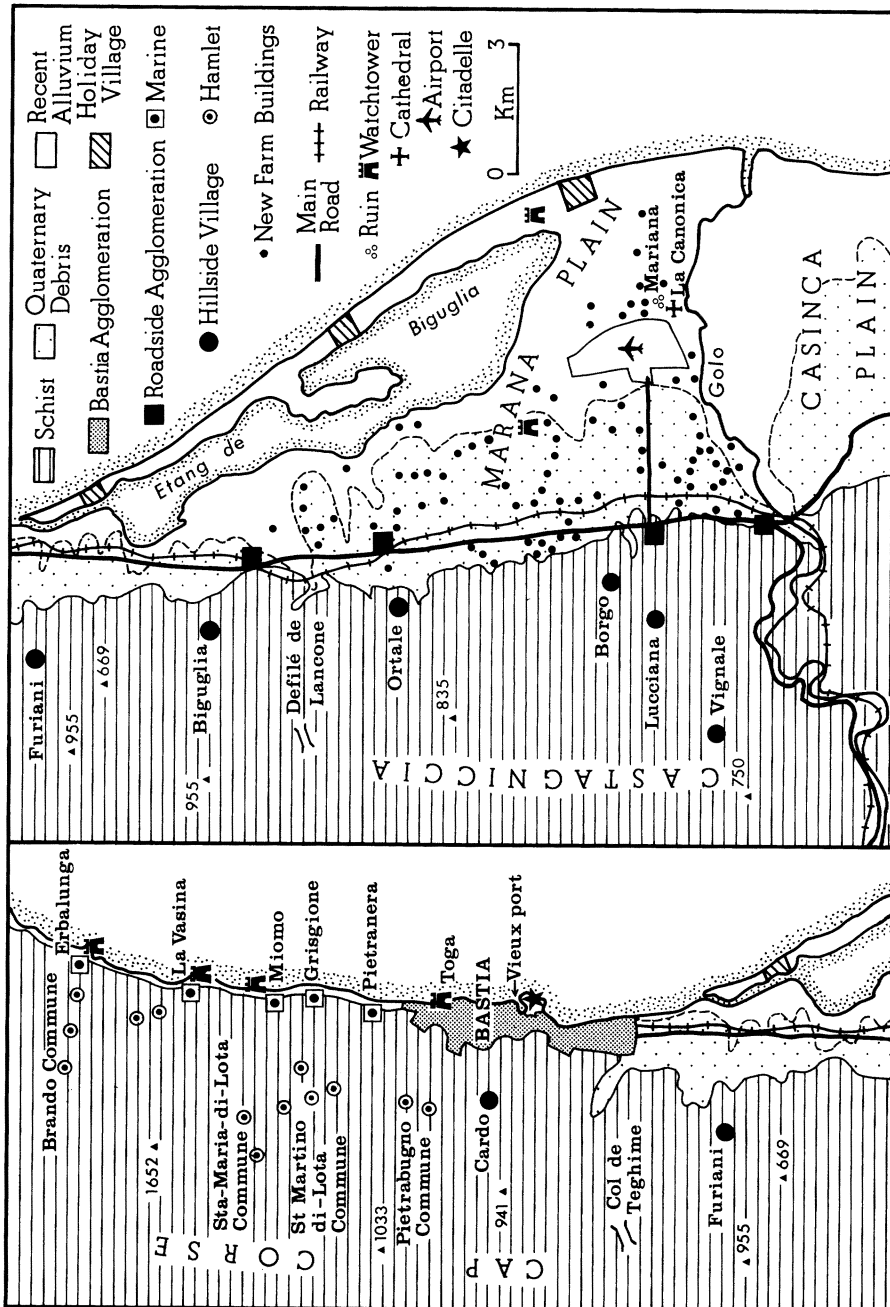 Schist
Quaternary
Debris
Recent
Alluvium
Bastia Agglomeration
Holiday
Village
Roadside Agglomeration
Marine
Hillside Village
Hamlet
New Farm Buildings
Main
Road
Railway
Ruin
Watchtower
Cathedral
Airport
Citadelle
0
3
Km
Furiani
955
669
Biguglia
955
Defilé de
Lancone
Ortale
835
CASTAGNICCIA
Borgo
Lucciana
Vignale
750
Etang de
Biguglia
MARANA
PLAIN
Mariana
La Canonica
Golo
CASINCA
PLAIN
Brando Commune
Erbalunga
La Vasina
1652
Sta-Maria-di-Lota
Commune
Miomo
St Martino
di-Lota
Commune
Grisgione
CORSE
1033
Pietranera
Pietrabugno
Commune
Toga
BASTIA
Vieux port
Cardo
941
CAP
Col de
Teghime
Furiani
955
669